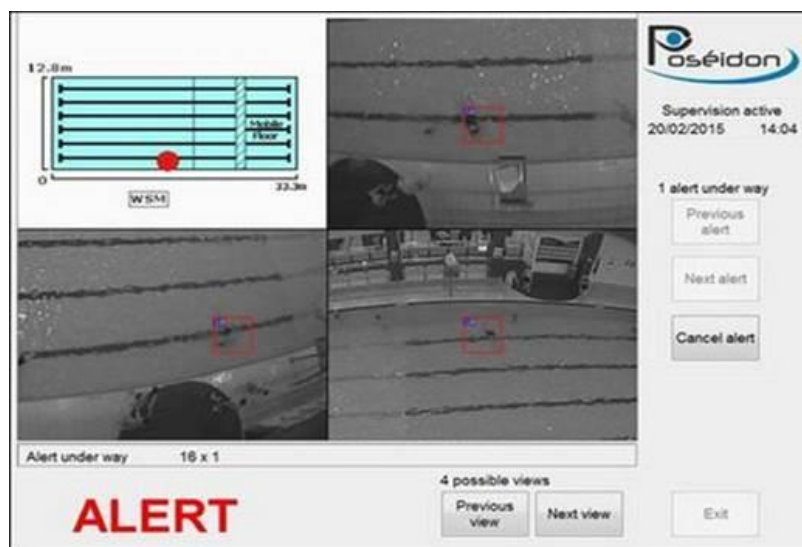 12.8m
Mobile
Floor
0
33.3m
WSM
Poséidon
Supervision active
20/02/2015 14:04
1 alert under way
Previous
alert
Next alert
Cancel alert
Alert under way 16 x 1
4 possible views
ALERT
Previous
view
Next view
Exit